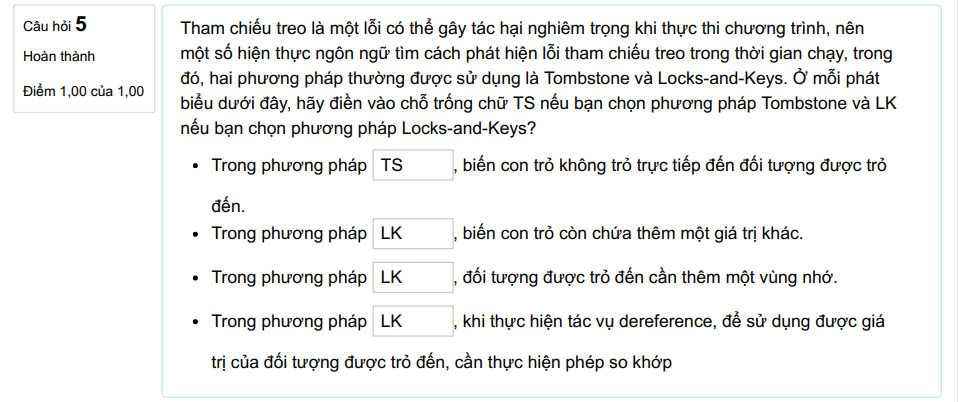 Câu hỏi 5
Hoàn thành
Điểm 1,00 của 1,00
Tham chiếu treo là một lỗi có thể gây tác hại nghiêm trọng khi thực thi chương trình, nên
một số hiện thực ngôn ngữ tìm cách phát hiện lỗi tham chiếu treo trong thời gian chạy, trong
đó, hai phương pháp thường được sử dụng là Tombstone và Locks-and-Keys. Ở mỗi phát
biểu dưới đây, hãy điền vào chỗ trống chữ TS nếu bạn chọn phương pháp Tombstone và LK
nếu bạn chọn phương pháp Locks-and-Keys?
• Trong phương pháp TS , biến con trỏ không trỏ trực tiếp đến đối tượng được trỏ
đến.
• Trong phương pháp LK , biến con trỏ còn chứa thêm một giá trị khác.
• Trong phương pháp LK , đối tượng được trỏ đến cần thêm một vùng nhớ.
• Trong phương pháp LK , khi thực hiện tác vụ dereference, để sử dụng được giá
trị của đối tượng được trỏ đến, cần thực hiện phép so khớp